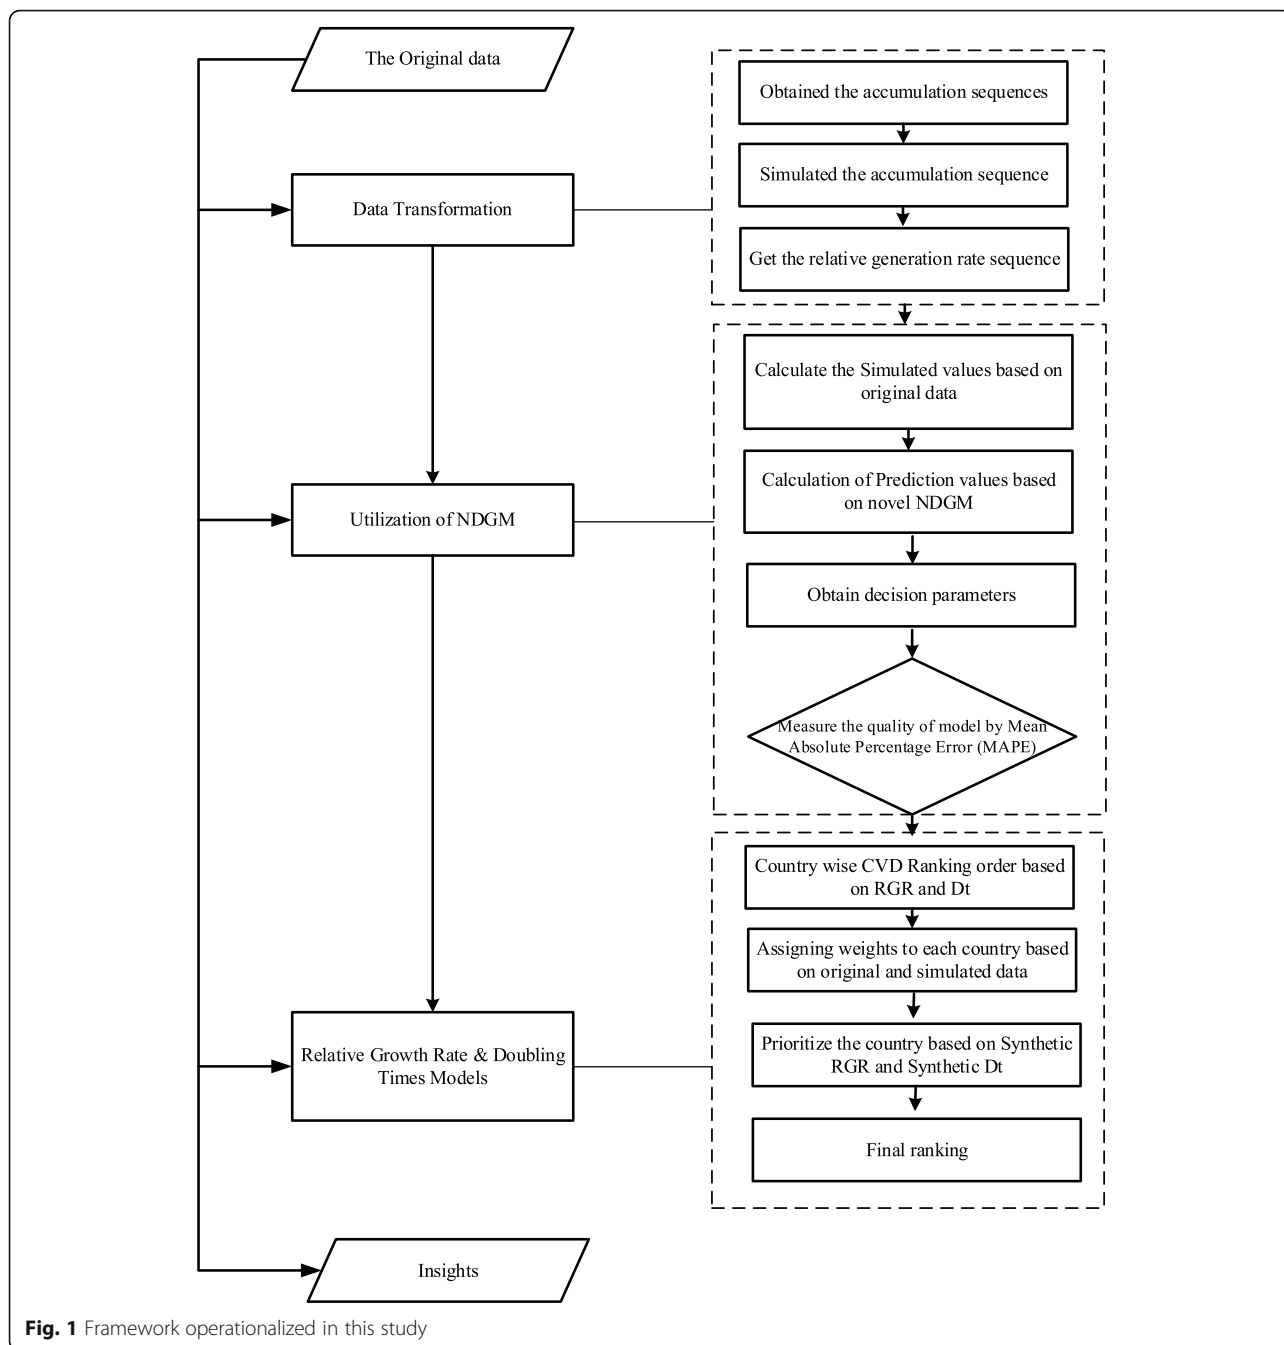 The Original data
Data Transformation
Utilization of NDGM
Relative Growth Rate & Doubling
Times Models
Insights
Obtained the accumulation sequences
Simulated the accumulation sequence
Get the relative generation rate sequence
Calculate the Simulated values based on
original data
Calculation of Prediction values based
on novel NDGM
Obtain decision parameters
Measure the quality of model by Mean
Absolute Percentage Error (MAPE)
Country wise CVD Ranking order based
on RGR and Dt
Assigning weights to each country based
on original and simulated data
Prioritize the country based on Synthetic
RGR and Synthetic Dt
Final ranking
Fig. 1 Framework operationalized in this study